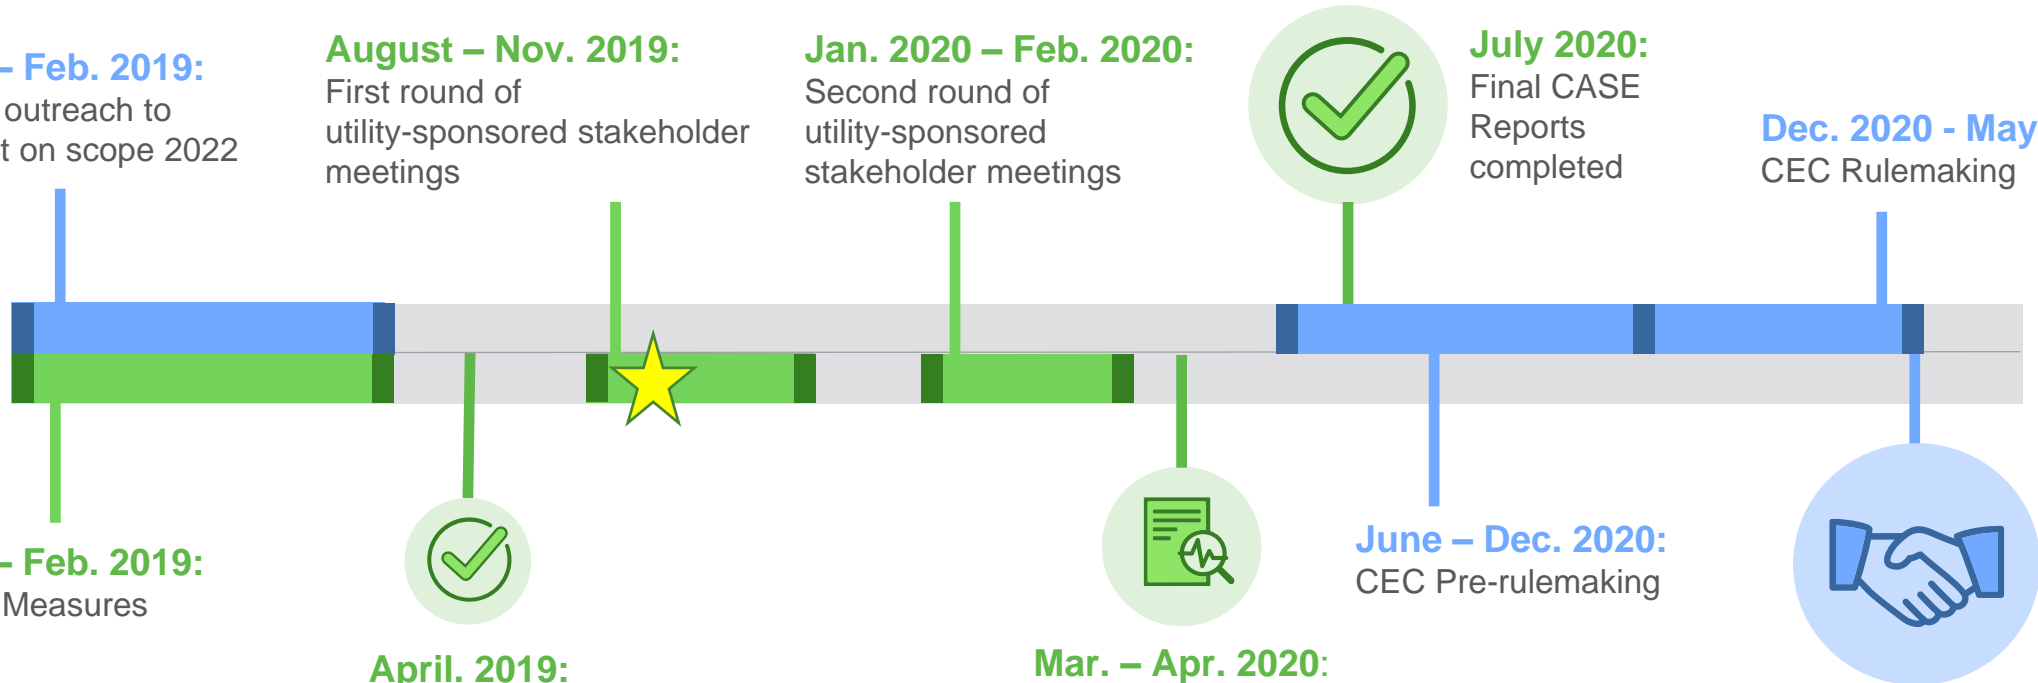 – Feb. 2019:
outreach to
t on scope 2022
August – Nov. 2019:
First round of
utility-sponsored stakeholder
meetings
Jan. 2020 – Feb. 2020:
Second round of
utility-sponsored
stakeholder meetings
July 2020:
Final CASE
Reports
completed
Dec. 2020 - May
CEC Rulemaking
– Feb. 2019:
Measures
April. 2019:
Mar. – Apr. 2020:
June – Dec. 2020:
CEC Pre-rulemaking